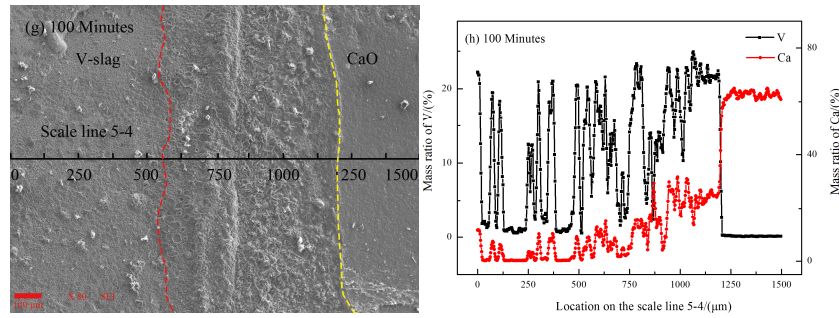 (g) 100 Minutes
V-slag
CaO
Scale line 5-4
0 250 500 750 1000 1250 1500
X 80 SEI
(h) 100 Minutes
V
Ca
Mass ratio of V/(%)
20
10
0
Mass ratio of Ca/(%)
80
40
0
0 250 500 750 1000 1250 1500
Location on the scale line 5-4/(μm)